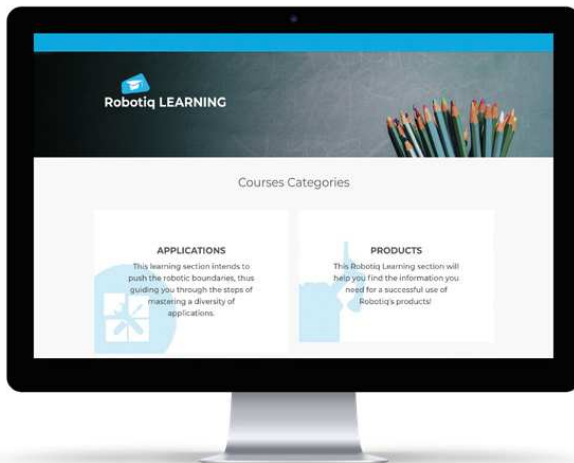 Robotiq LEARNING
Courses Categories
APPLICATIONS
This learning section intends to
push the robotic boundaries, thus
guiding you through the steps of
mastering a diversity of
applications.
PRODUCTS
This Robotiq Learning section will
help you find the information you
need for a successful use of
Robotiq's products!